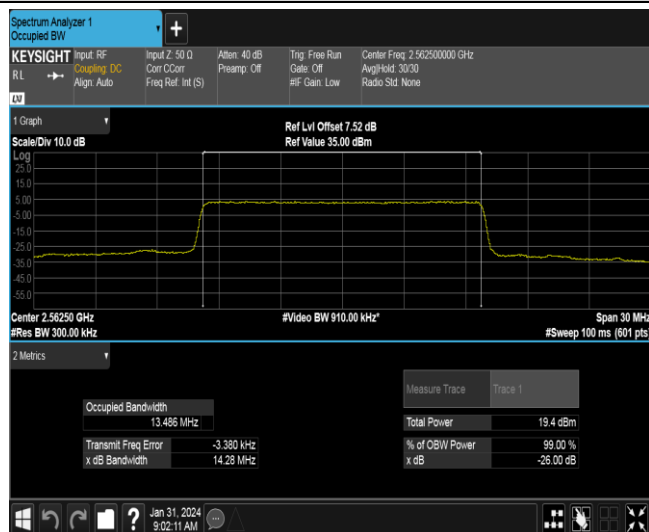 Spectrum Analyzer 1
Occupied BW
KEYSIGHT Input: RF Input Z: 50 Ω Atten: 40 dB Trig: Free Run Center Freq: 2.562500000 GHz
RL Coupling: DC Corr CCorr Preamp: Off Gate: Off Avg|Hold: 30/30
Align: Auto Freq Ref: Int (S) #IF Gain: Low Radio Std: None
LXI
1 Graph Ref Lvl Offset 7.52 dB
Scale/Div 10.0 dB Ref Value 35.00 dBm
Log
25.0
15.0
5.00
-5.00
-15.0
-25.0
-35.0
-45.0
-55.0
Center 2.56250 GHz #Video BW 910.00 kHz* Span 30 MHz
#Res BW 300.00 kHz #Sweep 100 ms (601 pts)
2 Metrics
Measure Trace Trace 1
Occupied Bandwidth
13.486 MHz Total Power 19.4 dBm
Transmit Freq Error -3.380 kHz % of OBW Power 99.00 %
x dB Bandwidth 14.28 MHz x dB -26.00 dB
? Jan 31, 2024
9:02:11 AM